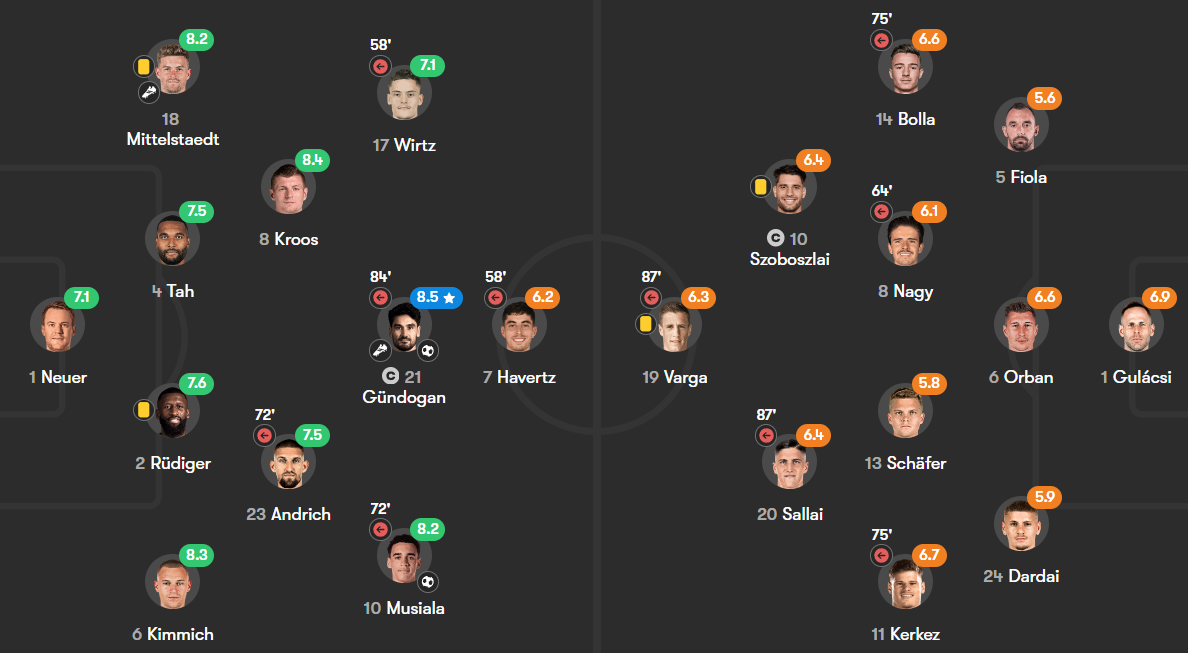 8.2
18
Mittelstaedt
58'
7.1
17 Wirtz
8.4
8 Kroos
7.5
4 Tah
7.1
1 Neuer
84'
8.5
C 21
Gündogan
58'
6.2
7 Havertz
7.6
2 Rüdiger
72'
7.5
23 Andrich
72'
8.2
10 Musiala
8.3
6 Kimmich
75'
6.6
14 Bolla
5.6
5 Fiola
6.4
C 10
Szoboszlai
64'
6.1
8 Nagy
87'
6.3
19 Varga
6.6
6 Orban
6.9
1 Gulácsi
5.8
13 Schäfer
87'
6.4
20 Sallai
5.9
24 Dardai
75'
6.7
11 Kerkez